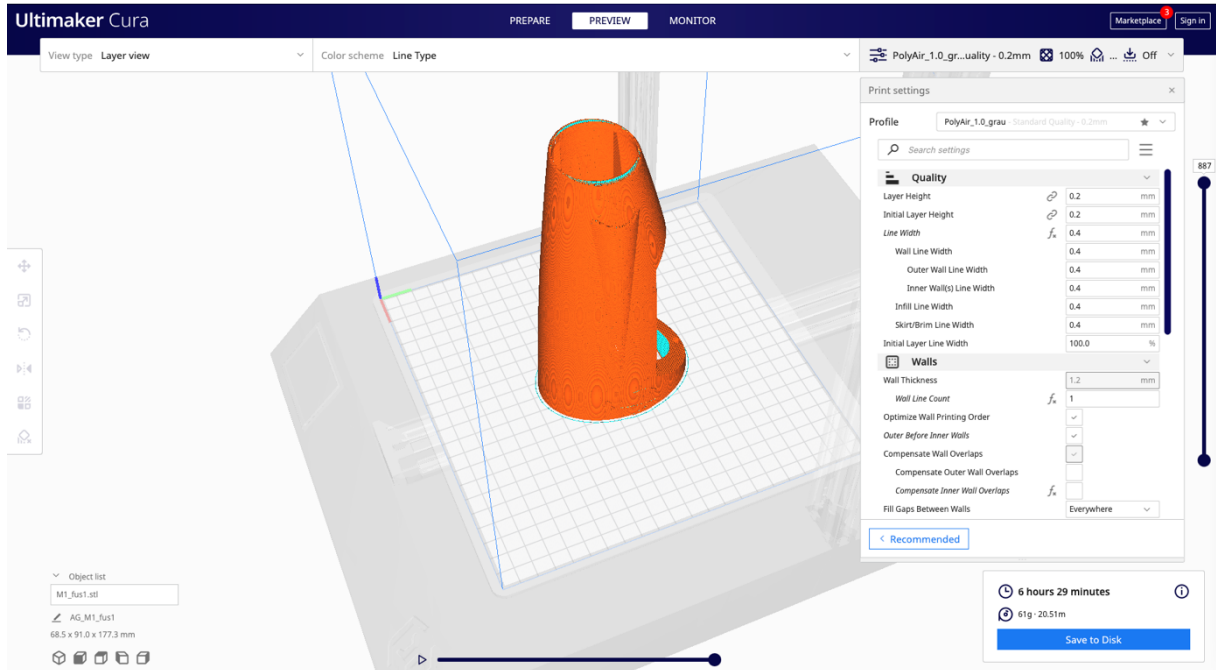 Ultimaker Cura
PREPARE PREVIEW MONITOR
Marketplace 3 Sign in
View type Layer view
Color scheme Line Type
PolyAir_1.0_gr...uality - 0.2mm 100% ... Off
Print settings
Profile PolyAir_1.0_grau - Standard Quality - 0.2mm
Search settings
Quality
Layer Height 0.2 mm
Initial Layer Height 0.2 mm
Line Width 0.4 mm
Wall Line Width 0.4 mm
Outer Wall Line Width 0.4 mm
Inner Wall(s) Line Width 0.4 mm
Infill Line Width 0.4 mm
Skirt/Brim Line Width 0.4 mm
Initial Layer Line Width 100.0 %
Walls
Wall Thickness 1.2 mm
Wall Line Count 1
Optimize Wall Printing Order
Outer Before Inner Walls
Compensate Wall Overlaps
Compensate Outer Wall Overlaps
Compensate Inner Wall Overlaps
Fill Gaps Between Walls Everywhere
Recommended
887
Object list
M1_fus1.stl
AG_M1_fus1
68.5 x 91.0 x 177.3 mm
6 hours 29 minutes
61g · 20.51m
Save to Disk